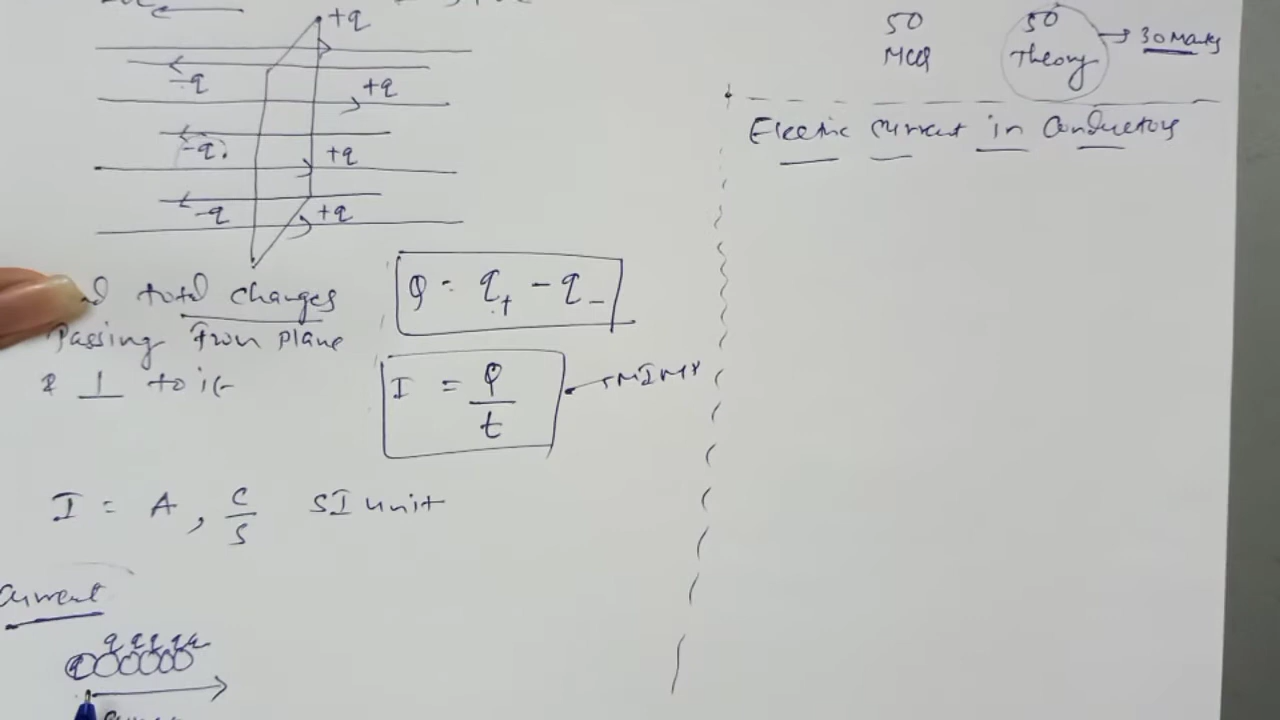 +q
-q
+q
-q
+q
-q
+q
total changes
Passing From plane
& ⊥ to it
Q = q₊ - q₋
I = Q/t
I = A, C/S SI unit
Current
q q q q q
50 50
MCQ Theory → 30 Marks
Electric Current in Conductors